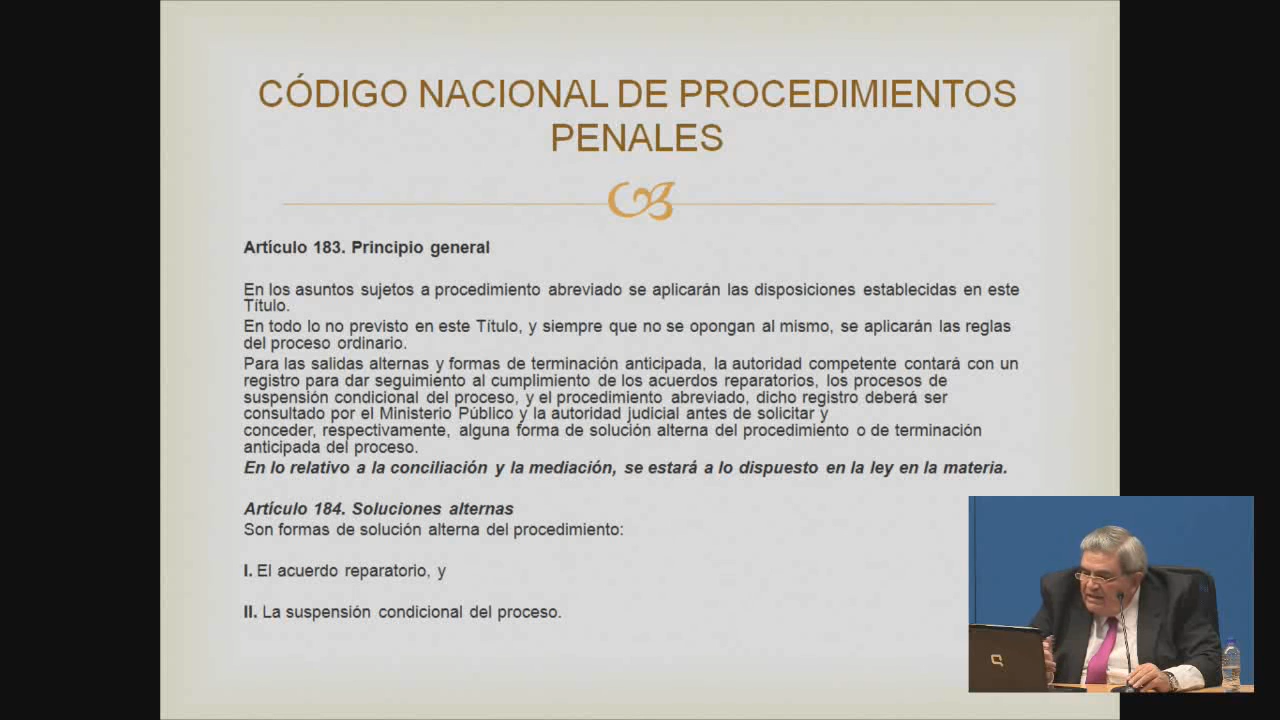 CÓDIGO NACIONAL DE PROCEDIMIENTOS
PENALES
Artículo 183. Principio general
En los asuntos sujetos a procedimiento abreviado se aplicarán las disposiciones establecidas en este
Título.
En todo lo no previsto en este Título, y siempre que no se opongan al mismo, se aplicarán las reglas
del proceso ordinario.
Para las salidas alternas y formas de terminación anticipada, la autoridad competente contará con un
registro para dar seguimiento al cumplimiento de los acuerdos reparatorios, los procesos de
suspensión condicional del proceso, y el procedimiento abreviado, dicho registro deberá ser
consultado por el Ministerio Público y la autoridad judicial antes de solicitar y
conceder, respectivamente, alguna forma de solución alterna del procedimiento o de terminación
anticipada del proceso.
En lo relativo a la conciliación y la mediación, se estará a lo dispuesto en la ley en la materia.
Artículo 184. Soluciones alternas
Son formas de solución alterna del procedimiento:
I. El acuerdo reparatorio, y
II. La suspensión condicional del proceso.